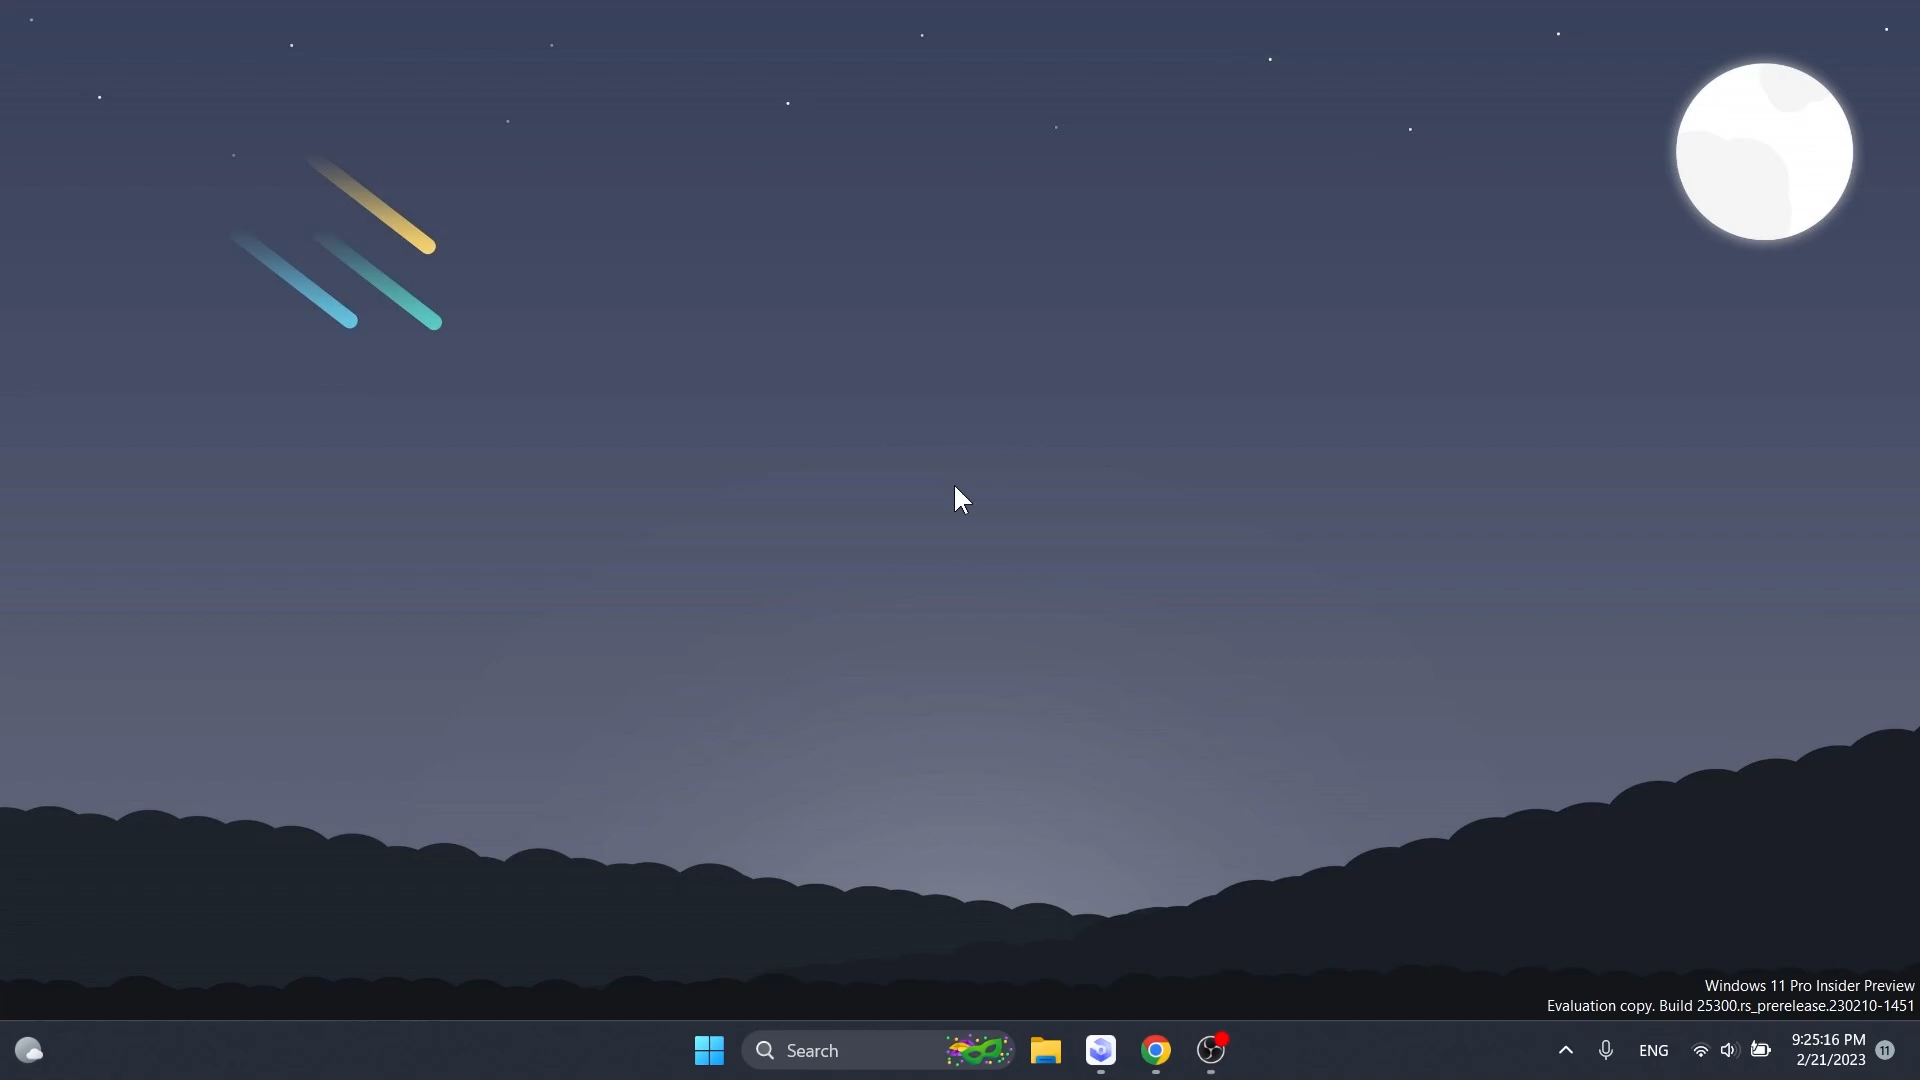 Windows 11 Pro Insider Preview
Evaluation copy. Build 25300.rs_prerelease.230210-1451
Search
ENG
9:25:16 PM
2/21/2023
11